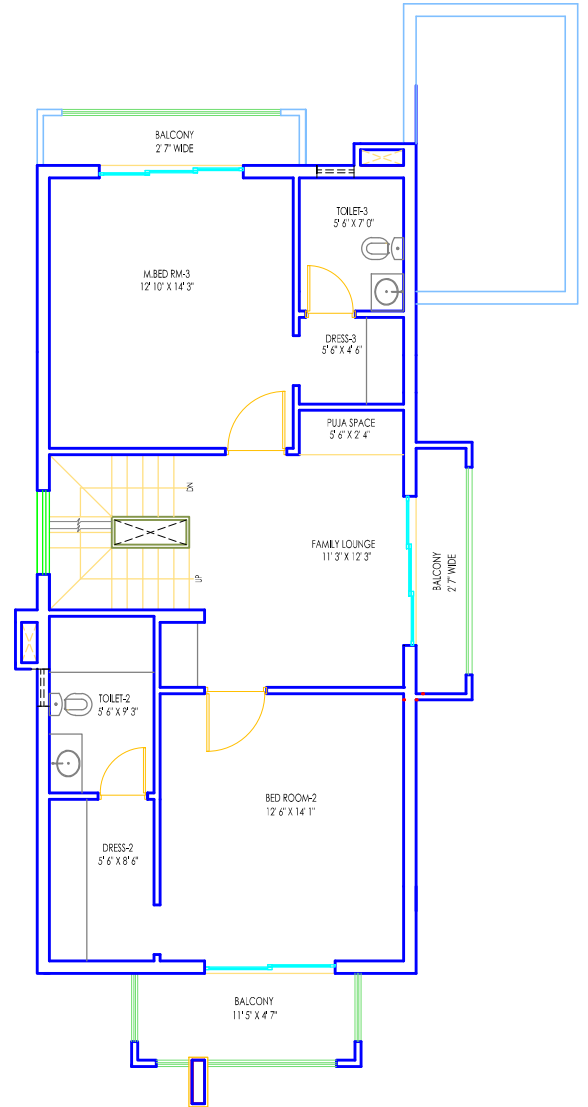 BALCONY
2' 7" WIDE
TOILET-3
5' 6" X 7' 0"
M.BED RM-3
12' 10" X 14' 3"
DRESS-3
5' 6" X 4' 6"
PUJA SPACE
5' 6" X 2' 4"
DN
FAMILY LOUNGE
11' 3" X 12' 3"
BALCONY
2' 7" WIDE
UP
TOILET-2
5' 6" X 9' 3"
BED ROOM-2
12' 6" X 14' 1"
DRESS-2
5' 6" X 8' 6"
BALCONY
11' 5" X 4' 7"